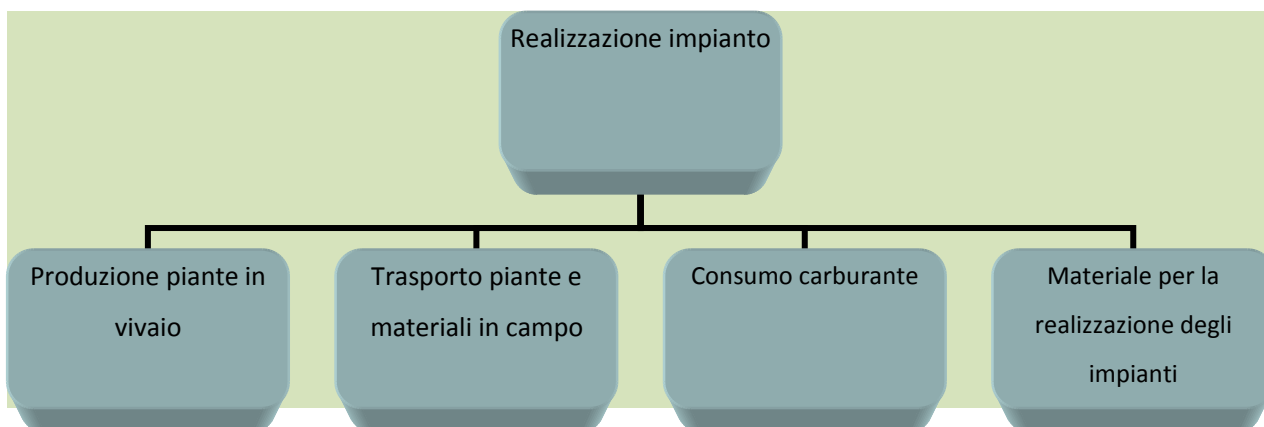 Realizzazione impianto
Produzione piante in
vivaio
Trasporto piante e
materiali in campo
Consumo carburante
Materiale per la
realizzazione degli
impianti